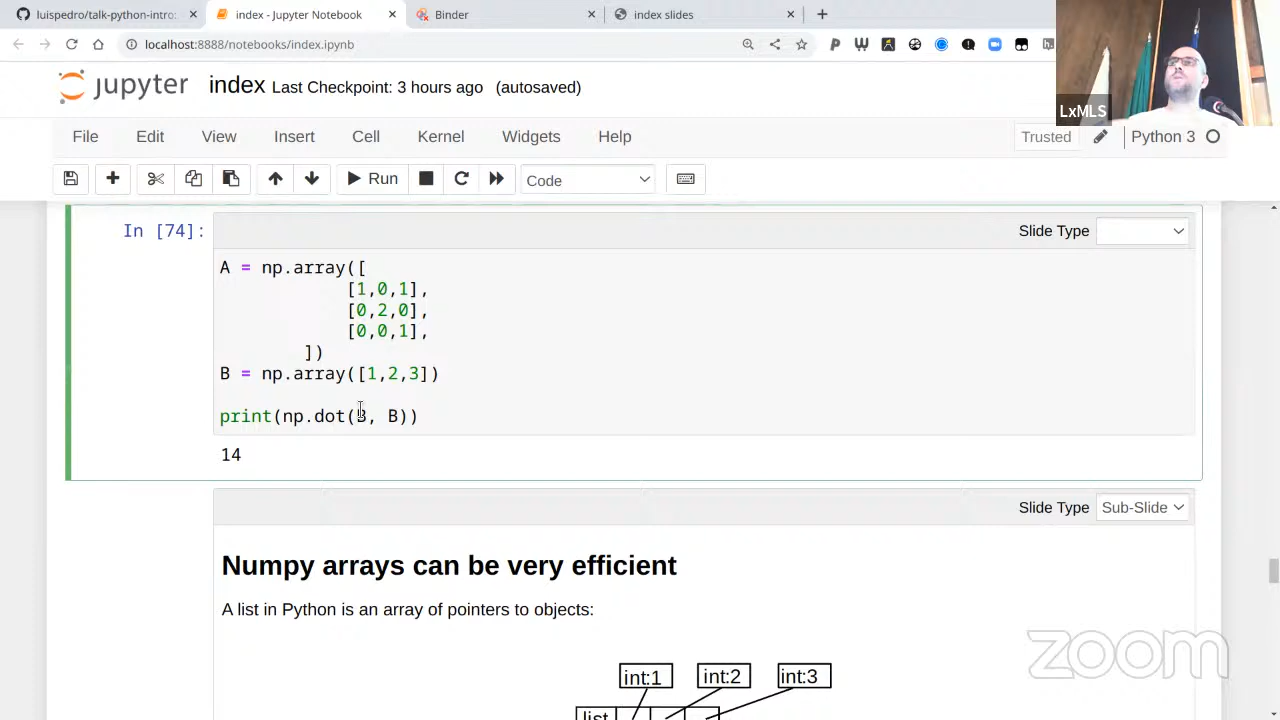 luispedro/talk-python-intro:
index - Jupyter Notebook
Binder
index slides
localhost:8888/notebooks/index.ipynb
LxMLS
jupyter index Last Checkpoint: 3 hours ago (autosaved)
File Edit View Insert Cell Kernel Widgets Help
Trusted Python 3
Run Code
In [74]:
Slide Type
A = np.array([
[1,0,1],
[0,2,0],
[0,0,1],
])
B = np.array([1,2,3])
print(np.dot(B, B))
14
Slide Type Sub-Slide
Numpy arrays can be very efficient
A list in Python is an array of pointers to objects:
int:1 int:2 int:3
list
zoom